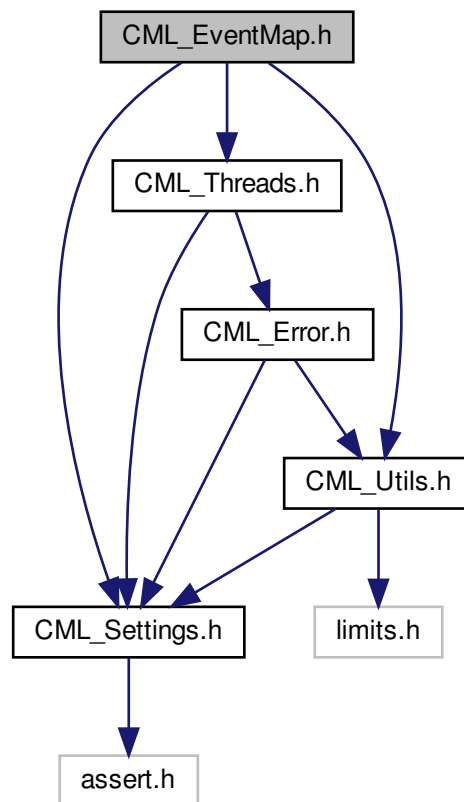 CML_EventMap.h
CML_Threads.h
CML_Error.h
CML_Utils.h
CML_Settings.h
limits.h
assert.h